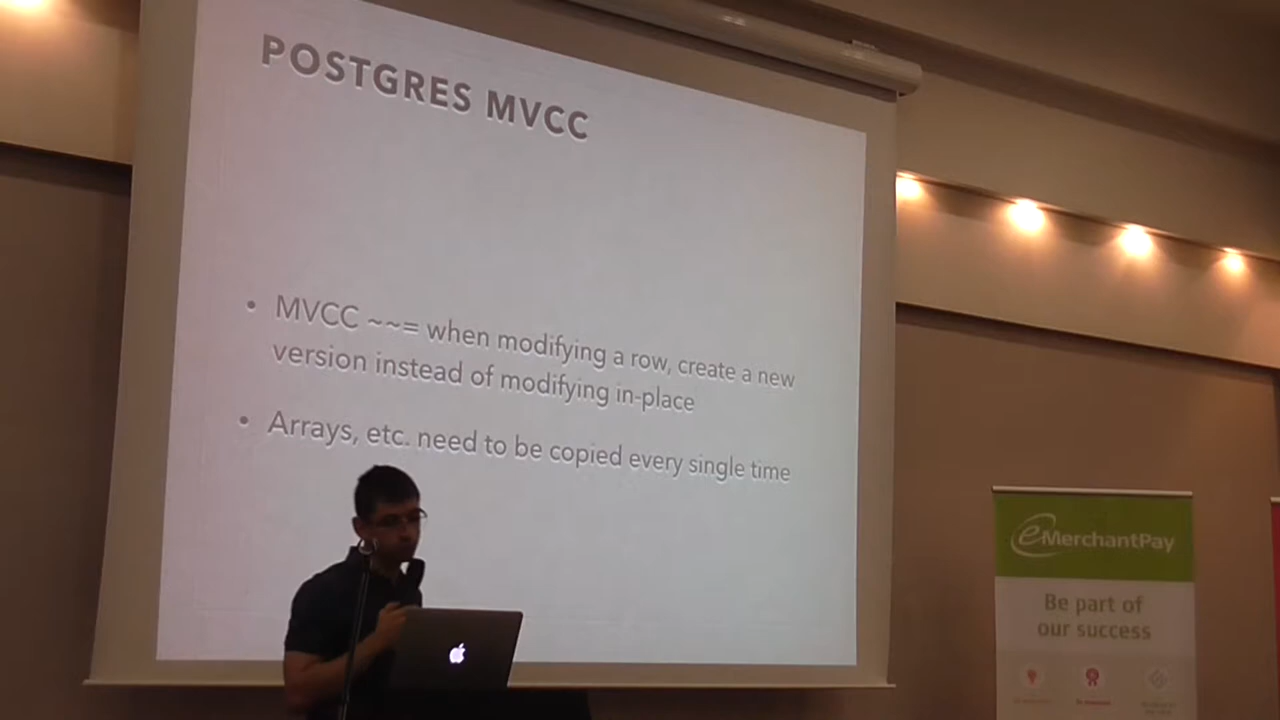 POSTGRES MVCC
• MVCC ~~= when modifying a row, create a new
version instead of modifying in-place
• Arrays, etc. need to be copied every single time
eMerchantPay
Be part of
our success